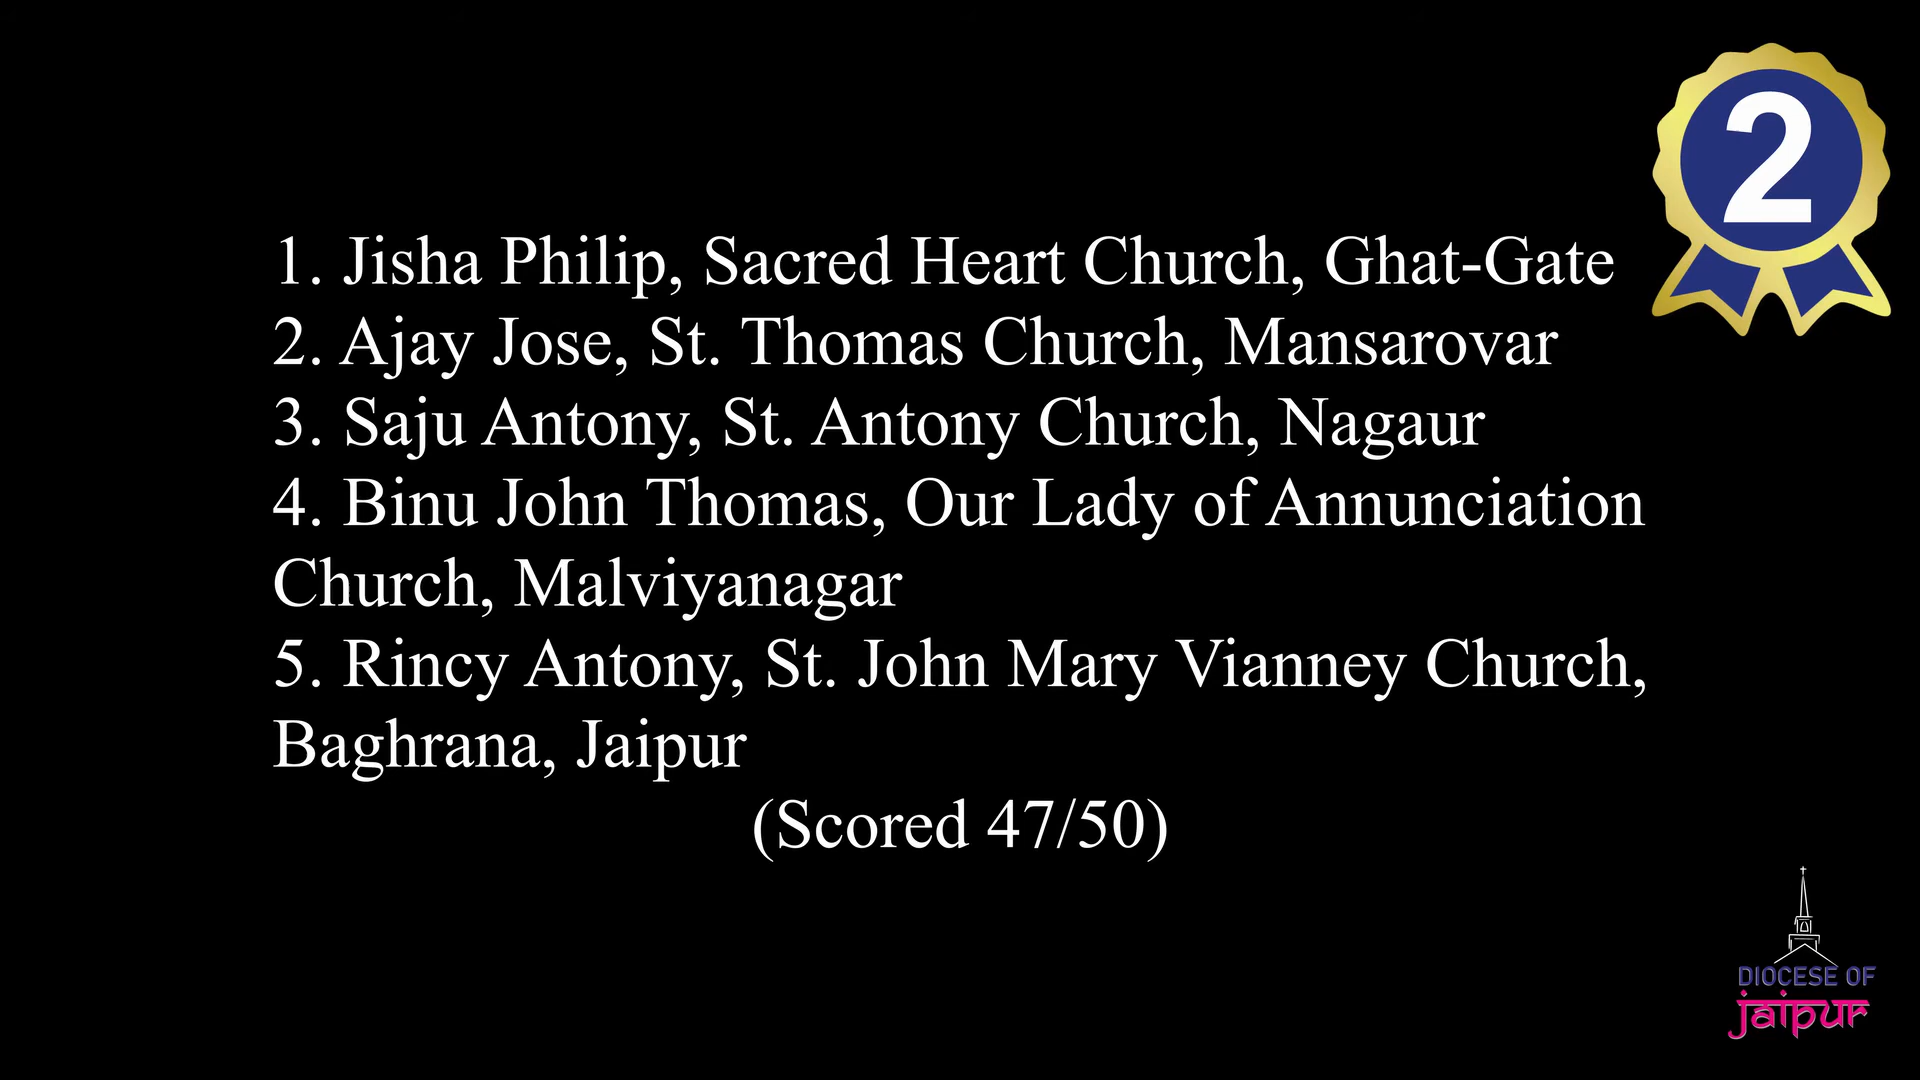 2
1. Jisha Philip, Sacred Heart Church, Ghat-Gate
2. Ajay Jose, St. Thomas Church, Mansarovar
3. Saju Antony, St. Antony Church, Nagaur
4. Binu John Thomas, Our Lady of Annunciation
Church, Malviyanagar
5. Rincy Antony, St. John Mary Vianney Church,
Baghrana, Jaipur
(Scored 47/50)
DIOCESE OF
jaipur